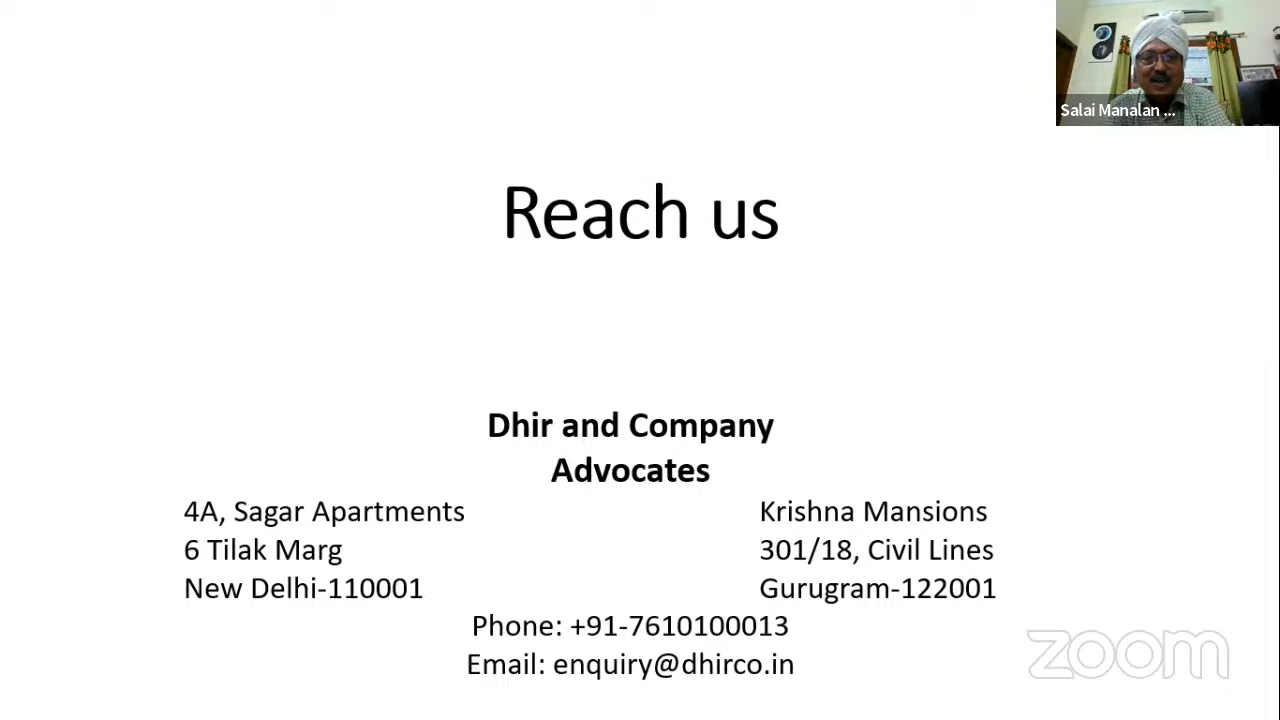 Salai Manalan ...
Reach us
Dhir and Company
Advocates
4A, Sagar Apartments
6 Tilak Marg
New Delhi-110001
Krishna Mansions
301/18, Civil Lines
Gurugram-122001
Phone: +91-7610100013
Email: enquiry@dhirco.in
zoom